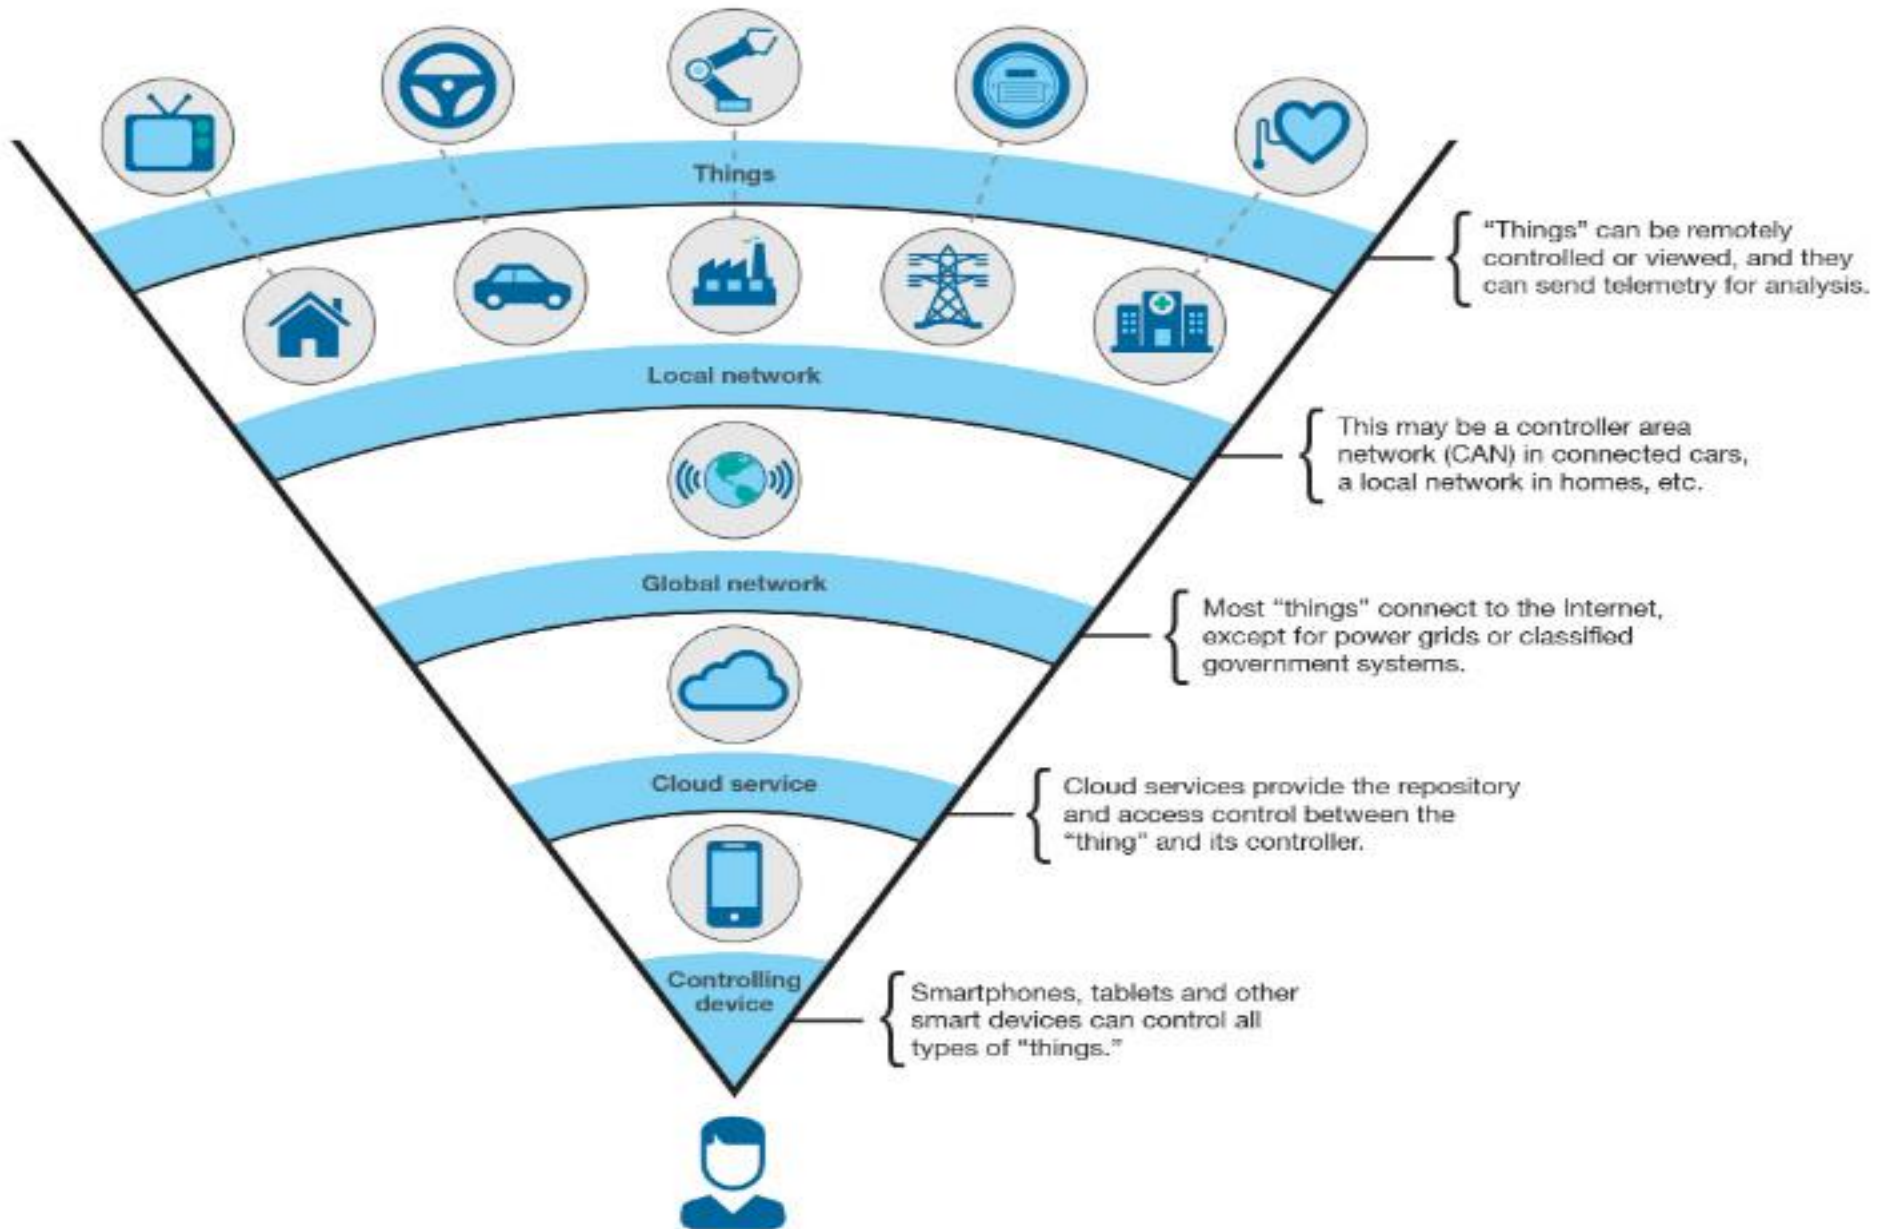 Things
“Things” can be remotely
controlled or viewed, and they
can send telemetry for analysis.
Local network
This may be a controller area
network (CAN) in connected cars,
a local network in homes, etc.
Global network
Most “things” connect to the Internet,
except for power grids or classified
government systems.
Cloud service
Cloud services provide the repository
and access control between the
“thing” and its controller.
Controlling
device
Smartphones, tablets and other
smart devices can control all
types of “things.”